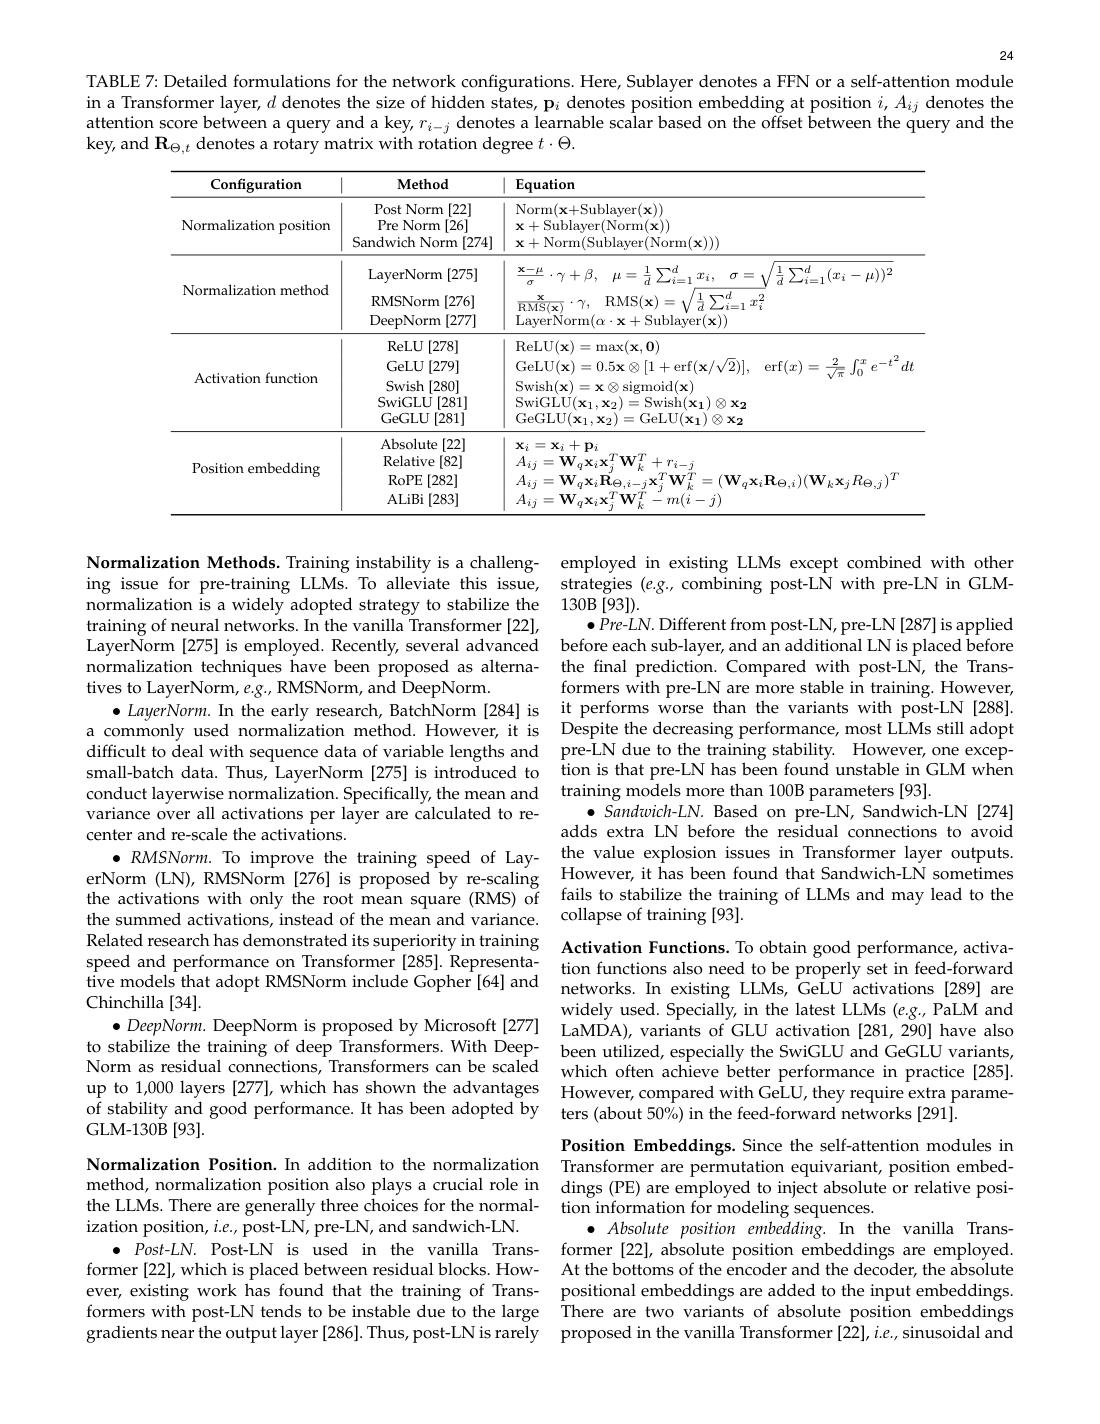 24
TABLE 7: Detailed formulations for the network configurations. Here, Sublayer denotes a FFN or a self-attention module
in a Transformer layer, d denotes the size of hidden states, p_i denotes position embedding at position i, A_{ij} denotes the
attention score between a query and a key, r_{i−j} denotes a learnable scalar based on the offset between the query and the
key, and R_{Θ,t} denotes a rotary matrix with rotation degree t · Θ.
Configuration | Method | Equation
Normalization position | Post Norm [22] | Norm(x+Sublayer(x))
Pre Norm [26] | x + Sublayer(Norm(x))
Sandwich Norm [274] | x + Norm(Sublayer(Norm(x)))
Normalization method | LayerNorm [275] | \frac{x−μ}{σ} · γ + β, μ = \frac{1}{d} ∑_{i=1}^{d} x_i, σ = \sqrt{\frac{1}{d} ∑_{i=1}^{d}(x_i − μ))^2}
RMSNorm [276] | \frac{x}{RMS(x)} · γ, RMS(x) = \sqrt{\frac{1}{d} ∑_{i=1}^{d} x_i^2}
DeepNorm [277] | LayerNorm(α · x + Sublayer(x))
Activation function | ReLU [278] | ReLU(x) = max(x, 0)
GeLU [279] | GeLU(x) = 0.5x ⊗ [1 + erf(x/√2)], erf(x) = \frac{2}{√π} ∫_0^x e^{−t^2} dt
Swish [280] | Swish(x) = x ⊗ sigmoid(x)
SwiGLU [281] | SwiGLU(x_1, x_2) = Swish(x_1) ⊗ x_2
GeGLU [281] | GeGLU(x_1, x_2) = GeLU(x_1) ⊗ x_2
Position embedding | Absolute [22] | x_i = x_i + p_i
Relative [82] | A_{ij} = W_q x_i x_j^T W_k^T + r_{i−j}
RoPE [282] | A_{ij} = W_q x_i R_{Θ,i−j} x_j^T W_k^T = (W_q x_i R_{Θ,i})(W_k x_j R_{Θ,j})^T
ALiBi [283] | A_{ij} = W_q x_i x_j^T W_k^T − m(i − j)
Normalization Methods. Training instability is a challeng-
ing issue for pre-training LLMs. To alleviate this issue,
normalization is a widely adopted strategy to stabilize the
training of neural networks. In the vanilla Transformer [22],
LayerNorm [275] is employed. Recently, several advanced
normalization techniques have been proposed as alterna-
tives to LayerNorm, e.g., RMSNorm, and DeepNorm.
• LayerNorm. In the early research, BatchNorm [284] is
a commonly used normalization method. However, it is
difficult to deal with sequence data of variable lengths and
small-batch data. Thus, LayerNorm [275] is introduced to
conduct layerwise normalization. Specifically, the mean and
variance over all activations per layer are calculated to re-
center and re-scale the activations.
• RMSNorm. To improve the training speed of Lay-
erNorm (LN), RMSNorm [276] is proposed by re-scaling
the activations with only the root mean square (RMS) of
the summed activations, instead of the mean and variance.
Related research has demonstrated its superiority in training
speed and performance on Transformer [285]. Representa-
tive models that adopt RMSNorm include Gopher [64] and
Chinchilla [34].
• DeepNorm. DeepNorm is proposed by Microsoft [277]
to stabilize the training of deep Transformers. With Deep-
Norm as residual connections, Transformers can be scaled
up to 1,000 layers [277], which has shown the advantages
of stability and good performance. It has been adopted by
GLM-130B [93].
Normalization Position. In addition to the normalization
method, normalization position also plays a crucial role in
the LLMs. There are generally three choices for the normal-
ization position, i.e., post-LN, pre-LN, and sandwich-LN.
• Post-LN. Post-LN is used in the vanilla Trans-
former [22], which is placed between residual blocks. How-
ever, existing work has found that the training of Trans-
formers with post-LN tends to be instable due to the large
gradients near the output layer [286]. Thus, post-LN is rarely
employed in existing LLMs except combined with other
strategies (e.g., combining post-LN with pre-LN in GLM-
130B [93]).
• Pre-LN. Different from post-LN, pre-LN [287] is applied
before each sub-layer, and an additional LN is placed before
the final prediction. Compared with post-LN, the Trans-
formers with pre-LN are more stable in training. However,
it performs worse than the variants with post-LN [288].
Despite the decreasing performance, most LLMs still adopt
pre-LN due to the training stability. However, one excep-
tion is that pre-LN has been found unstable in GLM when
training models more than 100B parameters [93].
• Sandwich-LN. Based on pre-LN, Sandwich-LN [274]
adds extra LN before the residual connections to avoid
the value explosion issues in Transformer layer outputs.
However, it has been found that Sandwich-LN sometimes
fails to stabilize the training of LLMs and may lead to the
collapse of training [93].
Activation Functions. To obtain good performance, activa-
tion functions also need to be properly set in feed-forward
networks. In existing LLMs, GeLU activations [289] are
widely used. Specially, in the latest LLMs (e.g., PaLM and
LaMDA), variants of GLU activation [281, 290] have also
been utilized, especially the SwiGLU and GeGLU variants,
which often achieve better performance in practice [285].
However, compared with GeLU, they require extra parame-
ters (about 50%) in the feed-forward networks [291].
Position Embeddings. Since the self-attention modules in
Transformer are permutation equivariant, position embed-
dings (PE) are employed to inject absolute or relative posi-
tion information for modeling sequences.
• Absolute position embedding. In the vanilla Trans-
former [22], absolute position embeddings are employed.
At the bottoms of the encoder and the decoder, the absolute
positional embeddings are added to the input embeddings.
There are two variants of absolute position embeddings
proposed in the vanilla Transformer [22], i.e., sinusoidal and